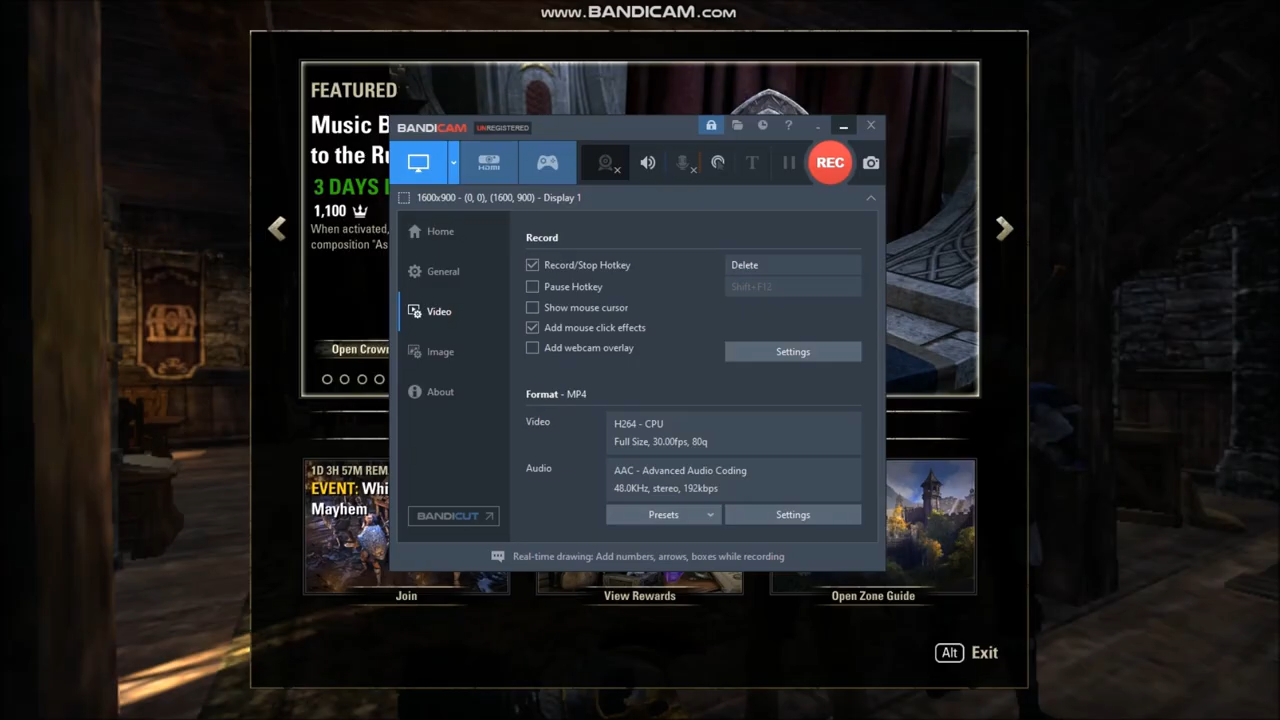 www.BANDICAM.com
FEATURED
Music B
to the Ru
3 DAYS
1,100
When activated,
composition "As
Open Crow
BANDICAM UNREGISTERED
?
HDMI
T
REC
1600x900 - (0, 0), (1600, 900) - Display 1
Home
General
Video
Image
About
BANDICUT
Record
Record/Stop Hotkey
Delete
Pause Hotkey
Shift+F12
Show mouse cursor
Add mouse click effects
Add webcam overlay
Settings
Format - MP4
Video
H264 - CPU
Full Size, 30.00fps, 80q
Audio
AAC - Advanced Audio Coding
48.0KHz, stereo, 192kbps
Presets
Settings
Real-time drawing: Add numbers, arrows, boxes while recording
1D 3H 57M REM
EVENT: Whi
Mayhem
Join
View Rewards
Open Zone Guide
Alt Exit